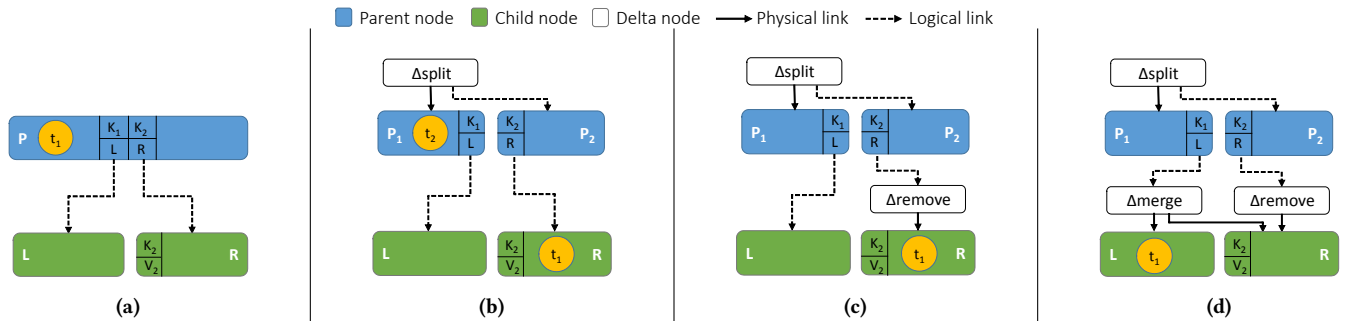 Parent node Child node Delta node Physical link Logical link
P t1 K1 K2
L R
L K2 R
V2
(a)
Δsplit
P1 t2 K1 K2 P2
L R
L K2 t1 R
V2
(b)
Δsplit
P1 K1 K2 P2
L R
Δremove
L K2 t1 R
V2
(c)
Δsplit
P1 K1 K2 P2
L R
Δmerge Δremove
L t1 K2 R
V2
(d)